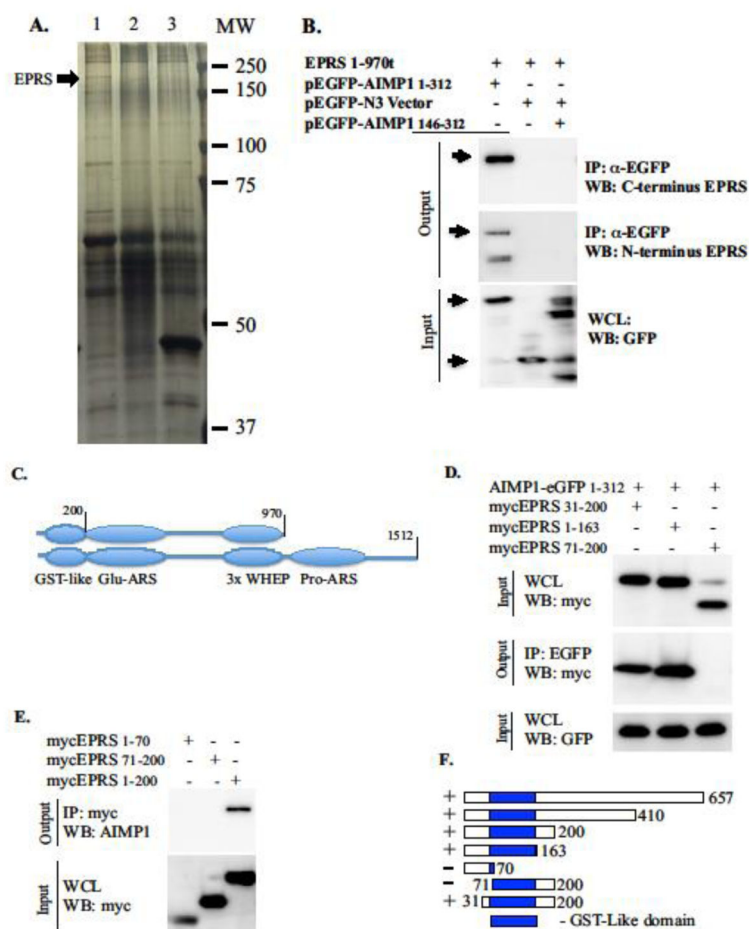 A.
1 2 3 MW
EPRS
250
150
100
75
50
37
B.
EPRS 1-970t + + +
pEGFP-AIMP1 1-312 + - -
pEGFP-N3 Vector - + +
pEGFP-AIMP1 146-312 - - +
Output
IP: α-EGFP
WB: C-terminus EPRS
IP: α-EGFP
WB: N-terminus EPRS
Input
WCL:
WB: GFP
C.
200 970
1512
GST-like Glu-ARS 3x WHEP Pro-ARS
D.
AIMP1-eGFP 1-312 + + +
mycEPRS 31-200 + - -
mycEPRS 1-163 - + -
mycEPRS 71-200 - - +
Input
WCL
WB: myc
Output
IP: EGFP
WB: myc
Input
WCL
WB: GFP
E.
mycEPRS 1-70 + - -
mycEPRS 71-200 - + -
mycEPRS 1-200 - - +
Output
IP: myc
WB: AIMP1
Input
WCL
WB: myc
F.
+ 657
+ 410
+ 200
+ 163
- 70
- 71 200
+ 31 200
- GST-Like domain